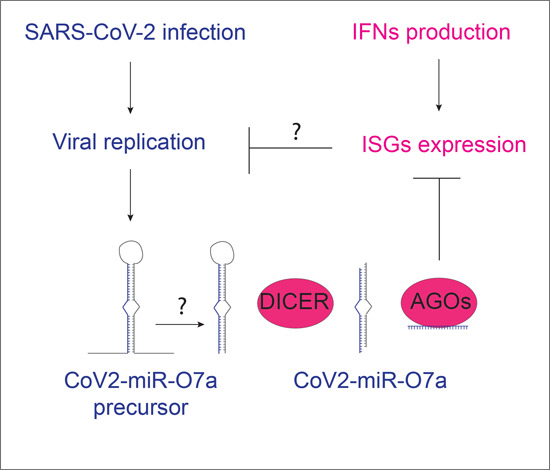 SARS-CoV-2 infection
IFNs production
Viral replication
?
ISGs expression
?
DICER
AGOs
CoV2-miR-O7a
precursor
CoV2-miR-O7a